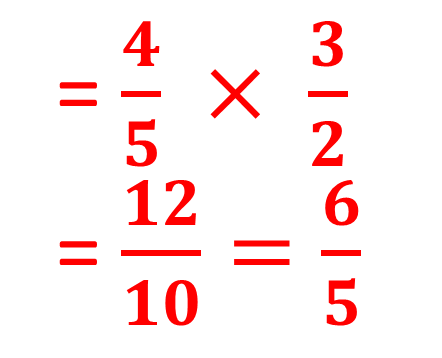 = 4/5 × 3/2
= 12/10 = 6/5